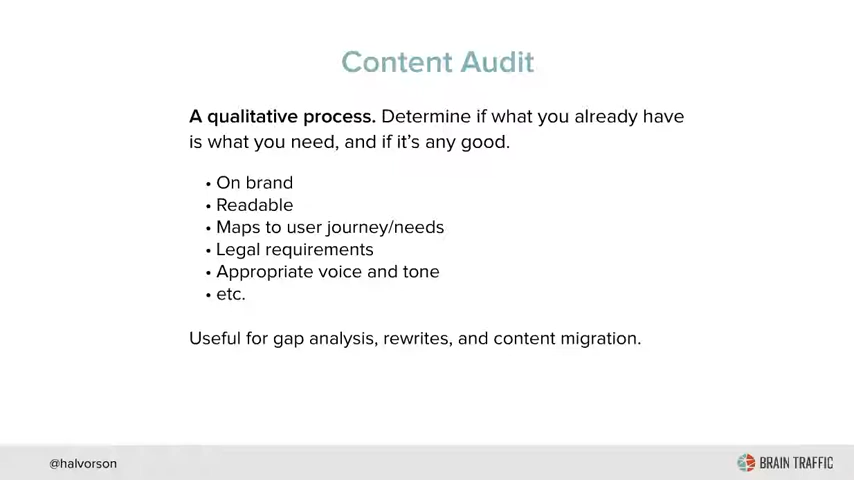 Content Audit
A qualitative process. Determine if what you already have
is what you need, and if it’s any good.
• On brand
• Readable
• Maps to user journey/needs
• Legal requirements
• Appropriate voice and tone
• etc.
Useful for gap analysis, rewrites, and content migration.
@halvorson
BRAIN TRAFFIC